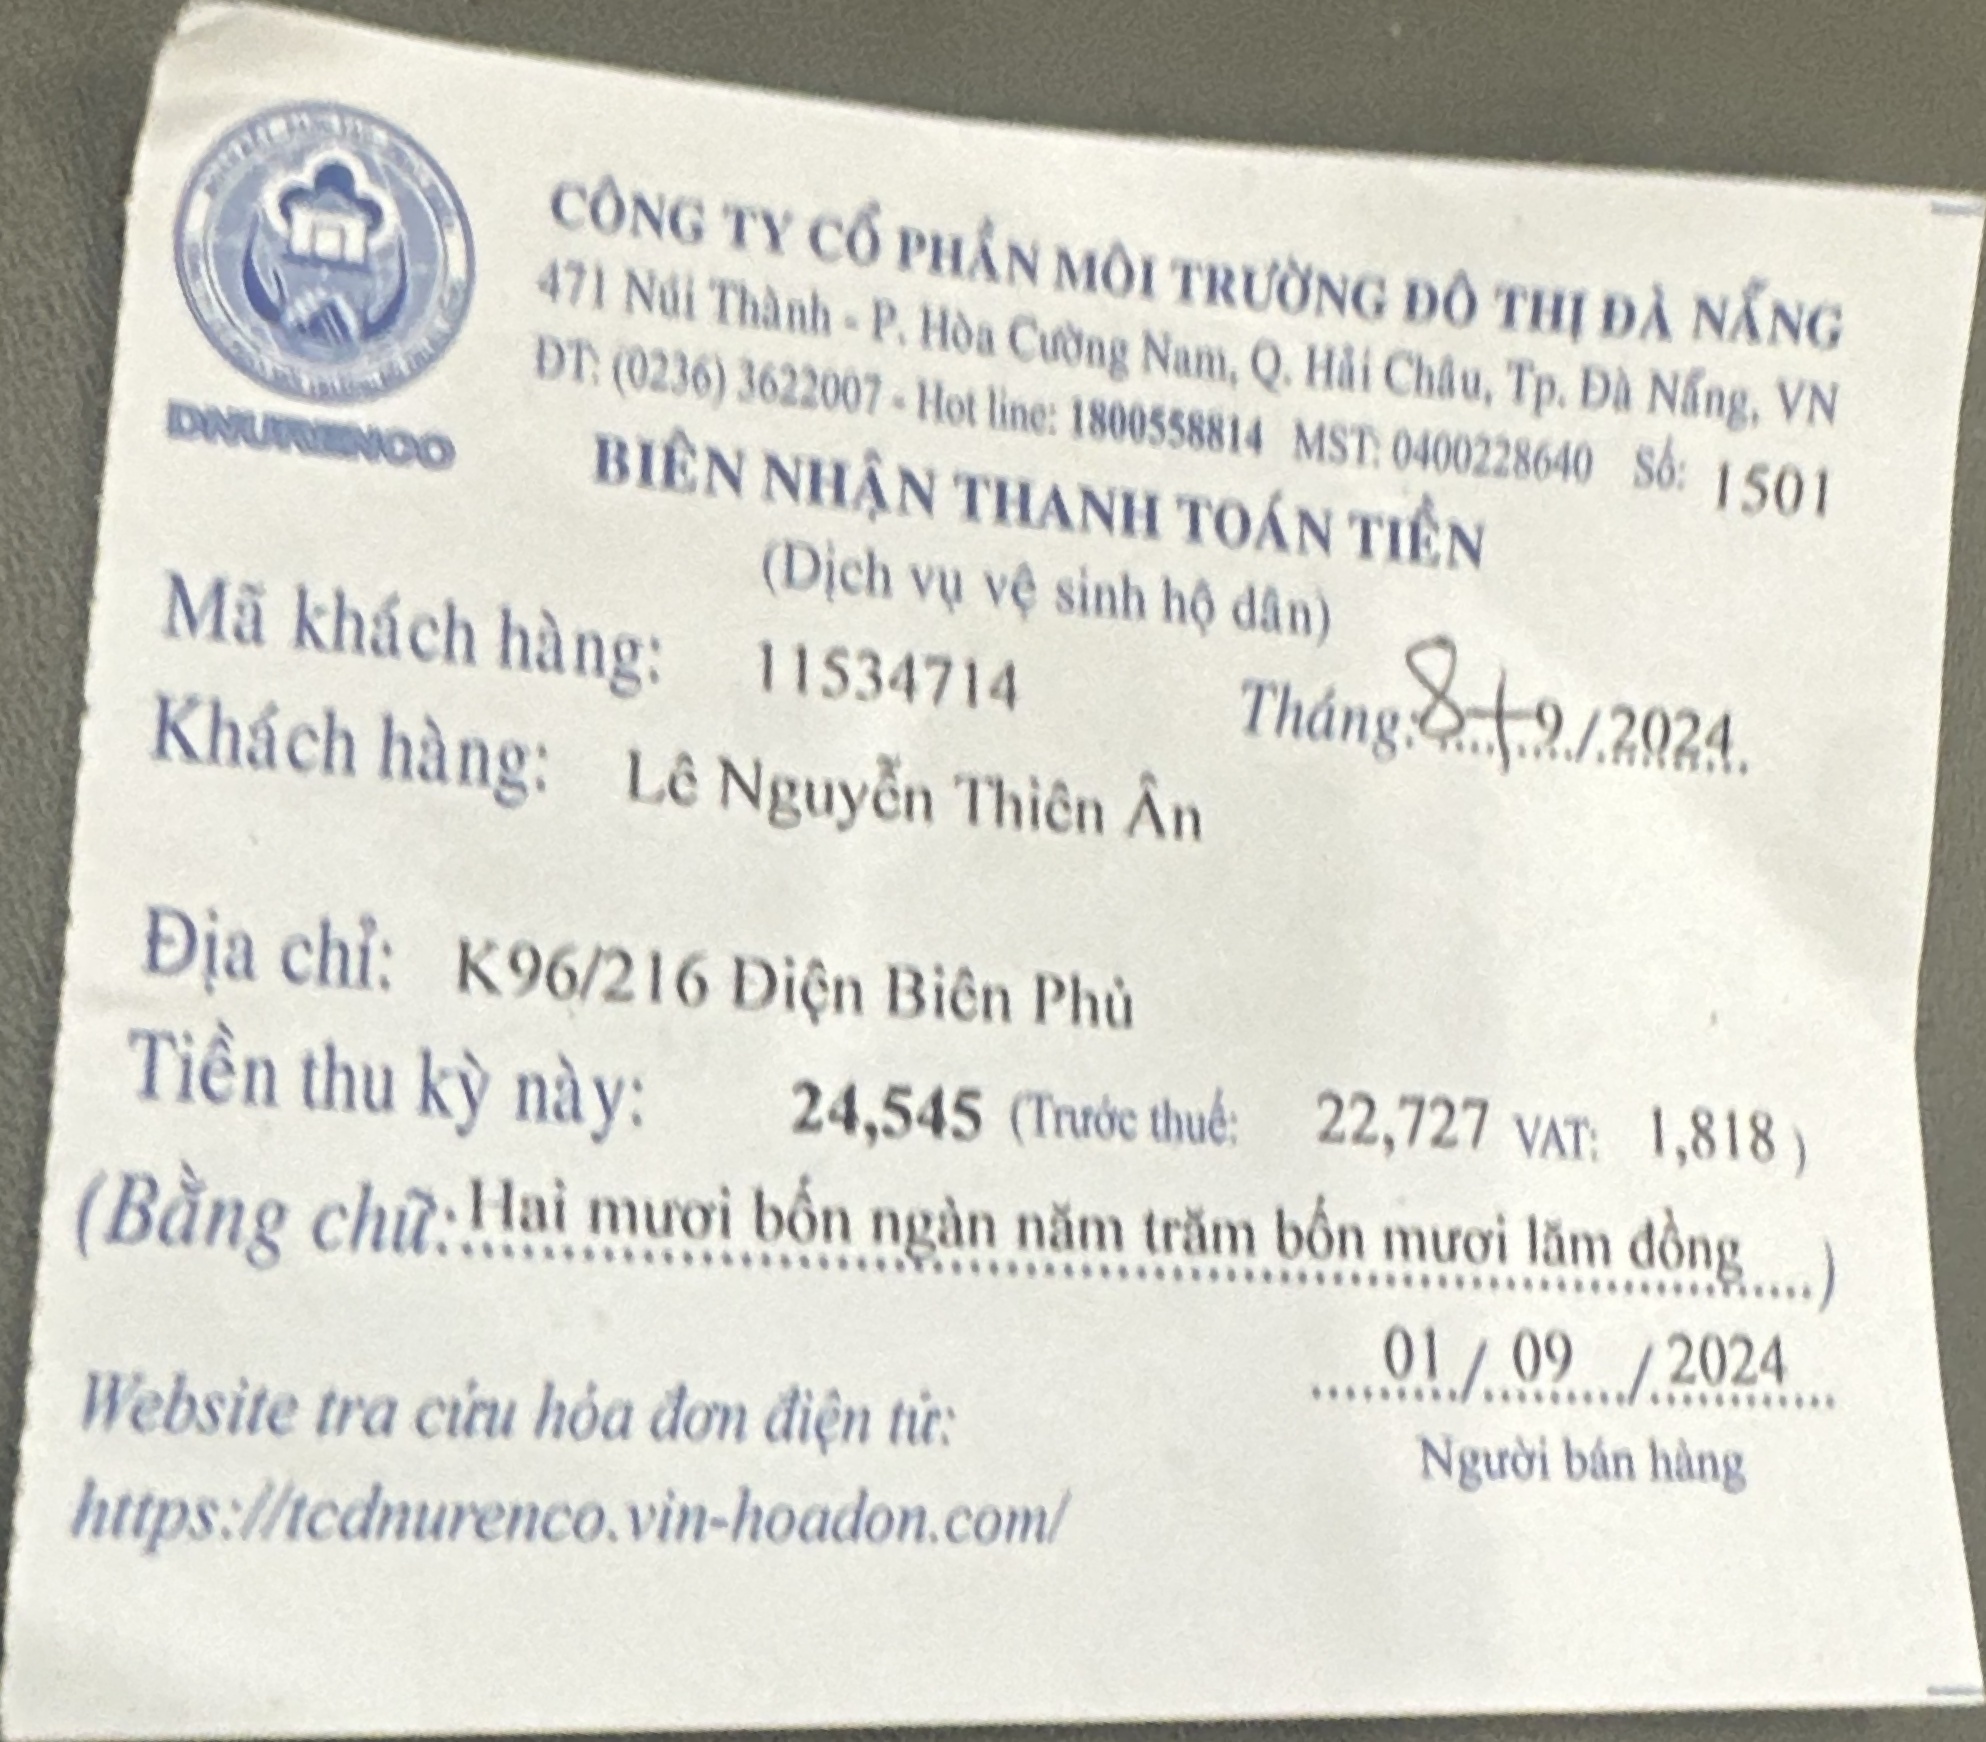 DNURENCO
CÔNG TY CỔ PHẦN MÔI TRƯỜNG ĐÔ THỊ ĐÀ NẴNG
471 Núi Thành - P. Hòa Cường Nam, Q. Hải Châu, Tp. Đà Nẵng, VN
ĐT: (0236) 3622007 - Hot line: 1800558814 MST: 0400228640 Số: 1501
BIÊN NHẬN THANH TOÁN TIỀN
(Dịch vụ vệ sinh hộ dân)
Mã khách hàng: 11534714 Tháng: 8+9/2024
Khách hàng: Lê Nguyễn Thiên Ân
Địa chỉ: K96/216 Điện Biên Phủ
Tiền thu kỳ này: 24,545 (Trước thuế: 22,727 VAT: 1,818 )
(Bằng chữ: Hai mươi bốn ngàn năm trăm bốn mươi lăm đồng )
01 / 09 / 2024
Người bán hàng
Website tra cứu hóa đơn điện tử:
https://tcdnurenco.vin-hoadon.com/